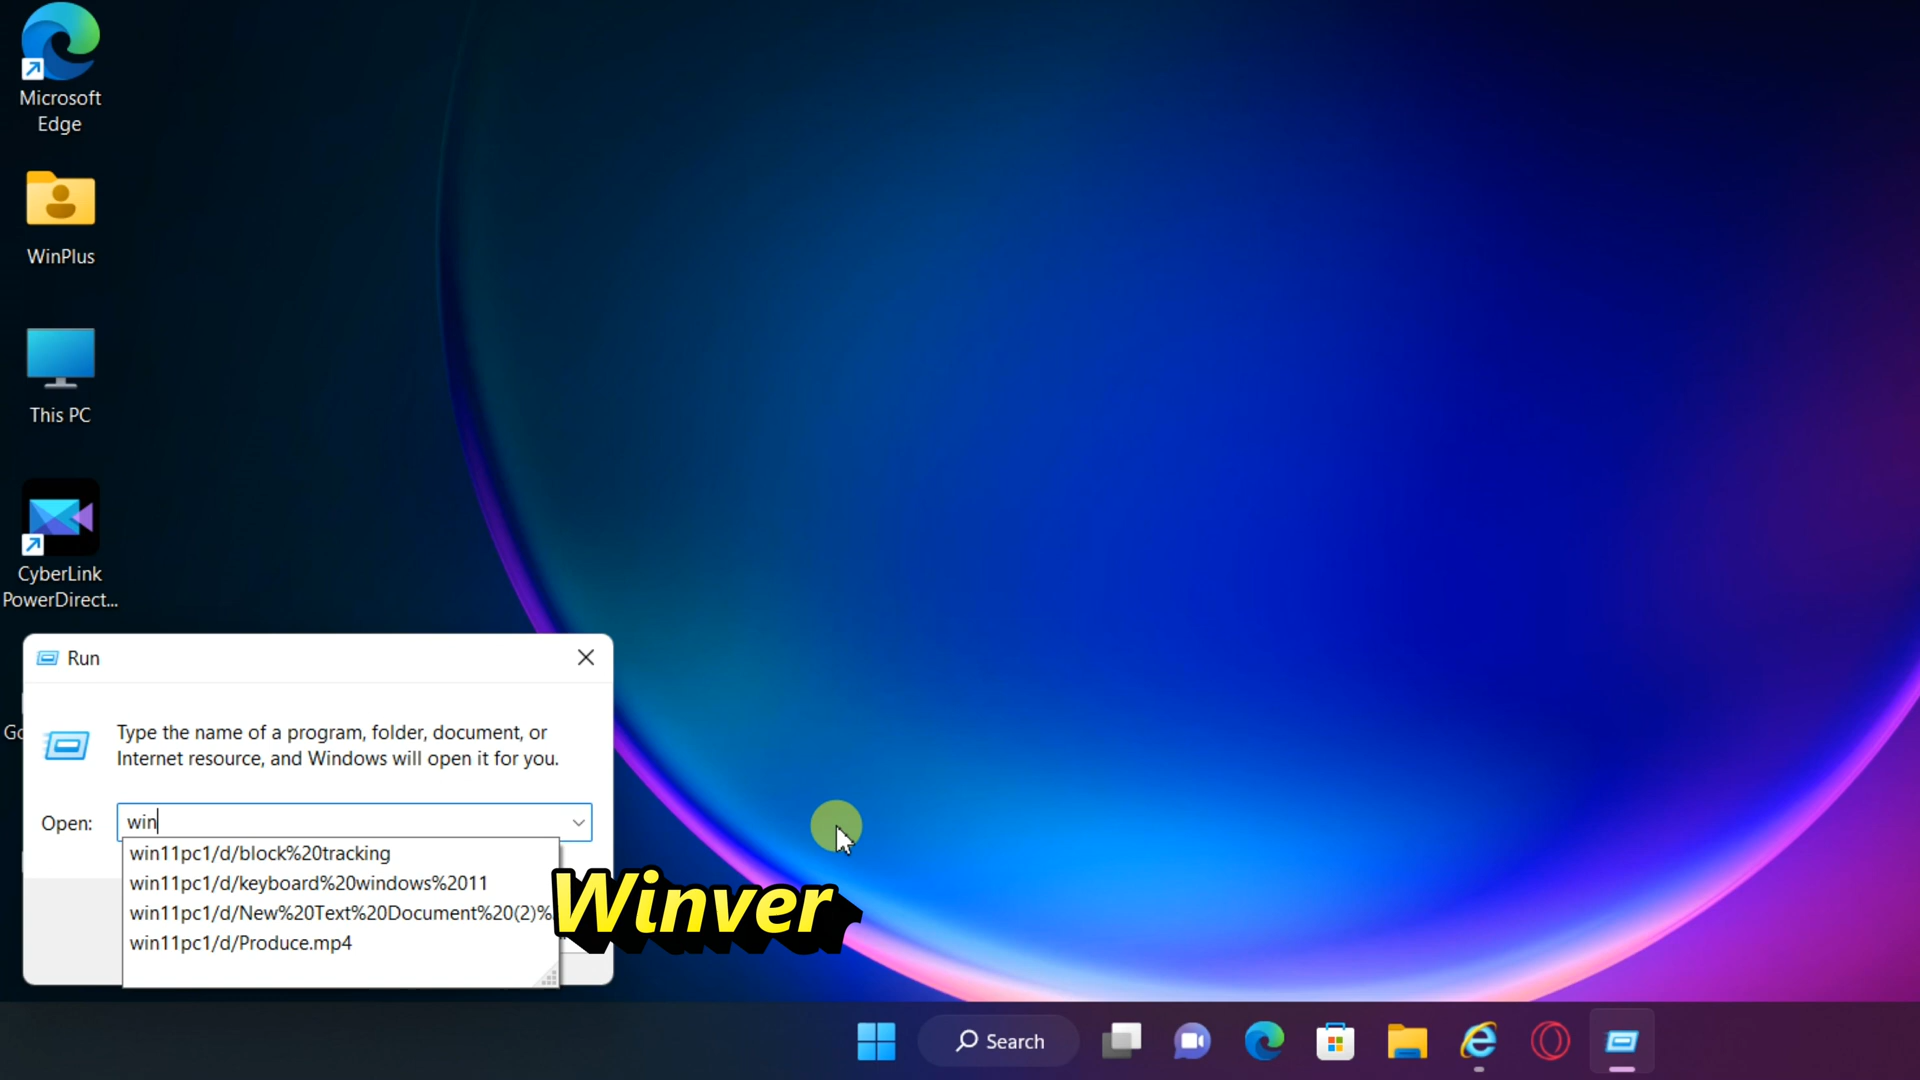 Microsoft
Edge
WinPlus
This PC
CyberLink
PowerDirect...
Go
Run
Type the name of a program, folder, document, or
Internet resource, and Windows will open it for you.
Open: win
win11pc1/d/block%20tracking
win11pc1/d/keyboard%20windows%2011
win11pc1/d/New%20Text%20Document%20(2)%
win11pc1/d/Produce.mp4
Winver
Search